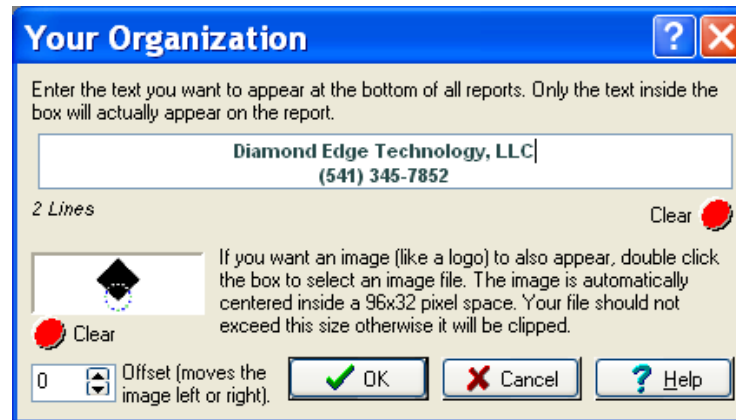 Your Organization
?
Enter the text you want to appear at the bottom of all reports. Only the text inside the
box will actually appear on the report.
Diamond Edge Technology, LLC
(541) 345-7852
2 Lines
Clear
If you want an image (like a logo) to also appear, double click
the box to select an image file. The image is automatically
centered inside a 96x32 pixel space. Your file should not
exceed this size otherwise it will be clipped.
Clear
0
Offset (moves the
image left or right).
OK
Cancel
? Help